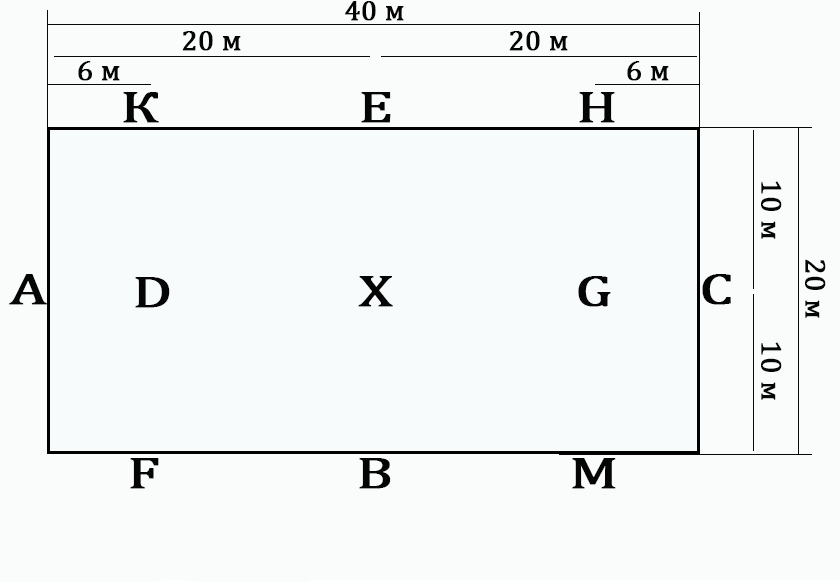 40 м
20 м 20 м
6 м 6 м
К Е Н
10 м
A D X G C
20 м
10 м
F B M